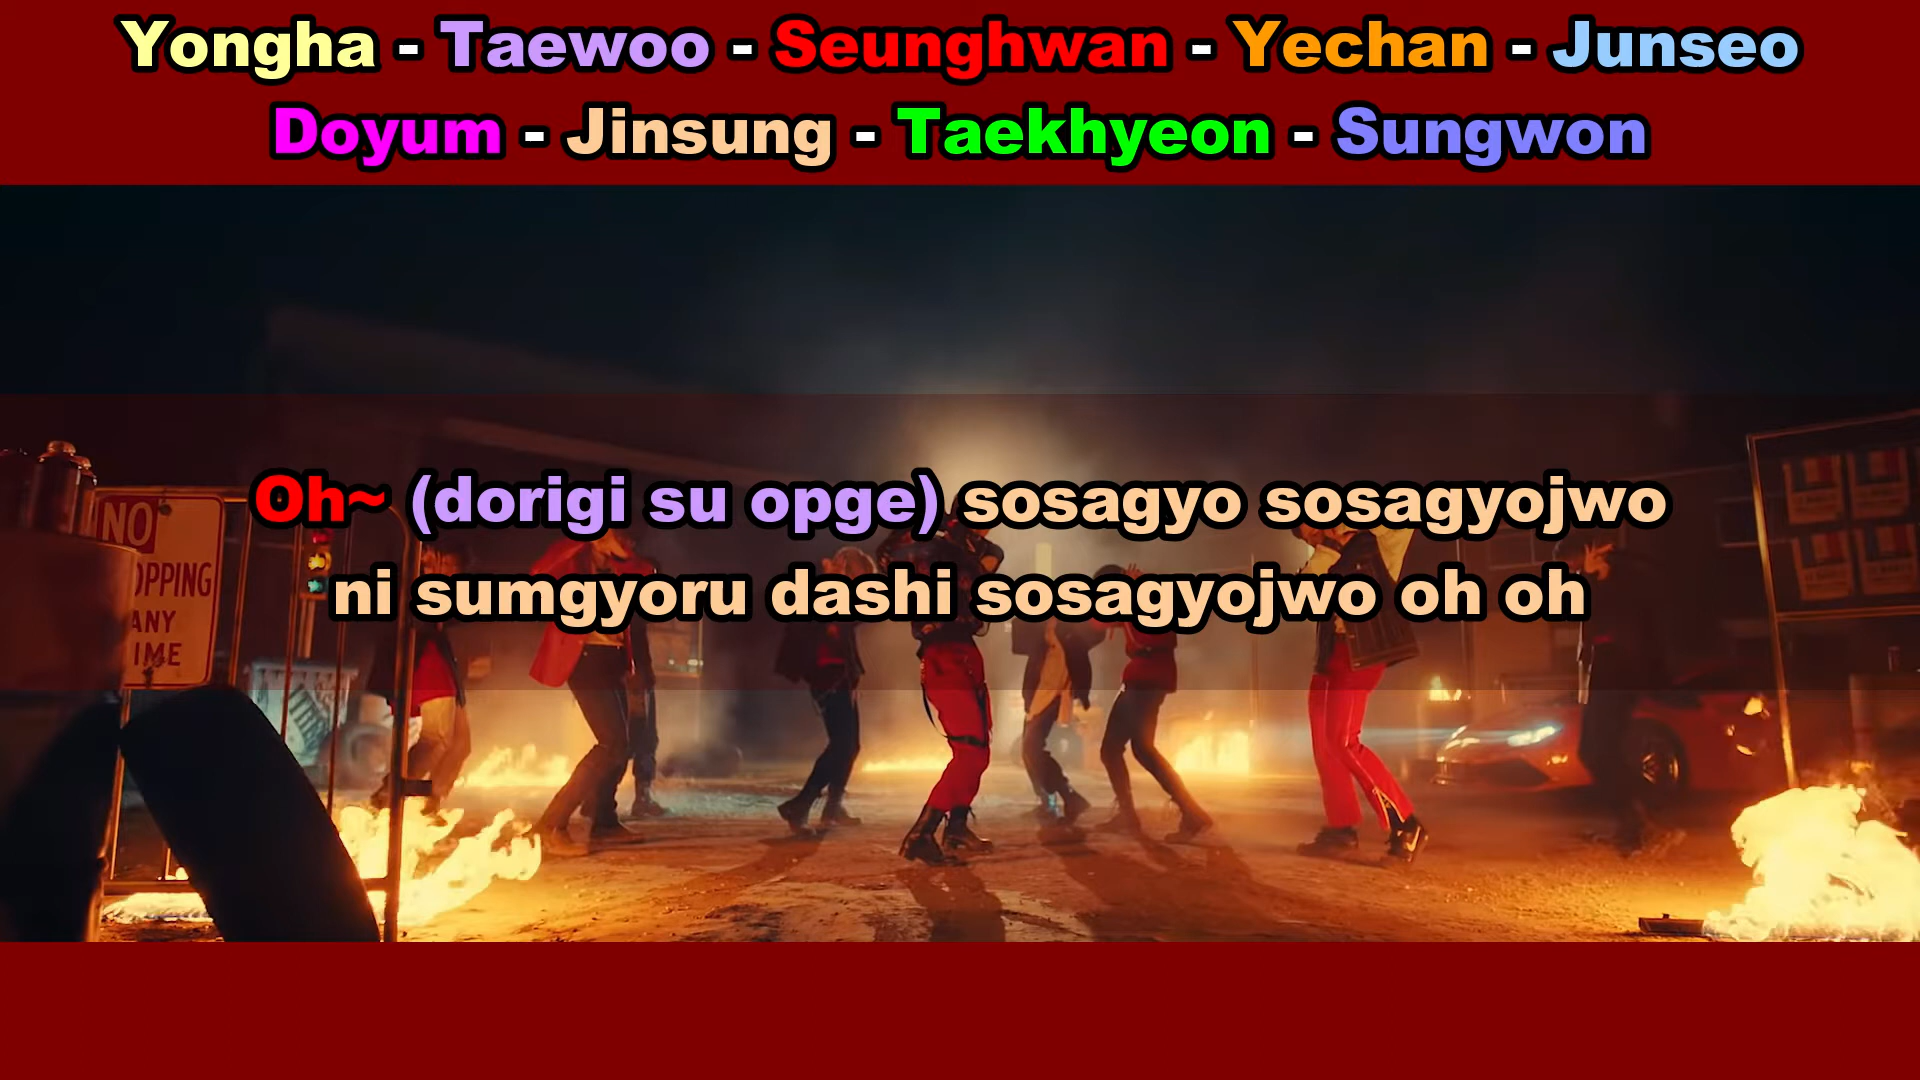 Yongha - Taewoo - Seunghwan - Yechan - Junseo
Doyum - Jinsung - Taekhyeon - Sungwon
Oh~ (dorigi su opge) sosagyo sosagyojwo
ni sumgyoru dashi sosagyojwo oh oh
NO
OPPING
ANY
IME